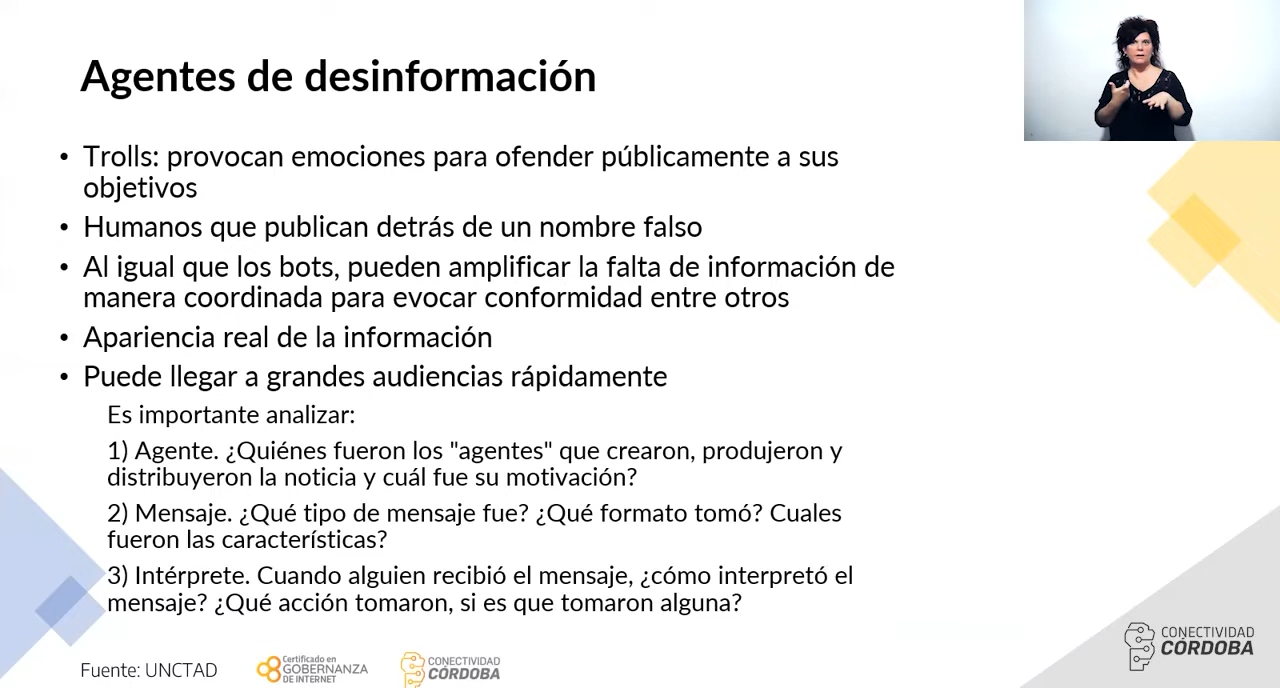 Agentes de desinformación
• Trolls: provocan emociones para ofender públicamente a sus
objetivos
• Humanos que publican detrás de un nombre falso
• Al igual que los bots, pueden amplificar la falta de información de
manera coordinada para evocar conformidad entre otros
• Apariencia real de la información
• Puede llegar a grandes audiencias rápidamente
Es importante analizar:
1) Agente. ¿Quiénes fueron los "agentes" que crearon, produjeron y
distribuyeron la noticia y cuál fue su motivación?
2) Mensaje. ¿Qué tipo de mensaje fue? ¿Qué formato tomó? Cuales
fueron las características?
3) Intérprete. Cuando alguien recibió el mensaje, ¿cómo interpretó el
mensaje? ¿Qué acción tomaron, si es que tomaron alguna?
Fuente: UNCTAD
Certificado en
GOBERNANZA
DE INTERNET
CONECTIVIDAD
CÓRDOBA
CONECTIVIDAD
CÓRDOBA